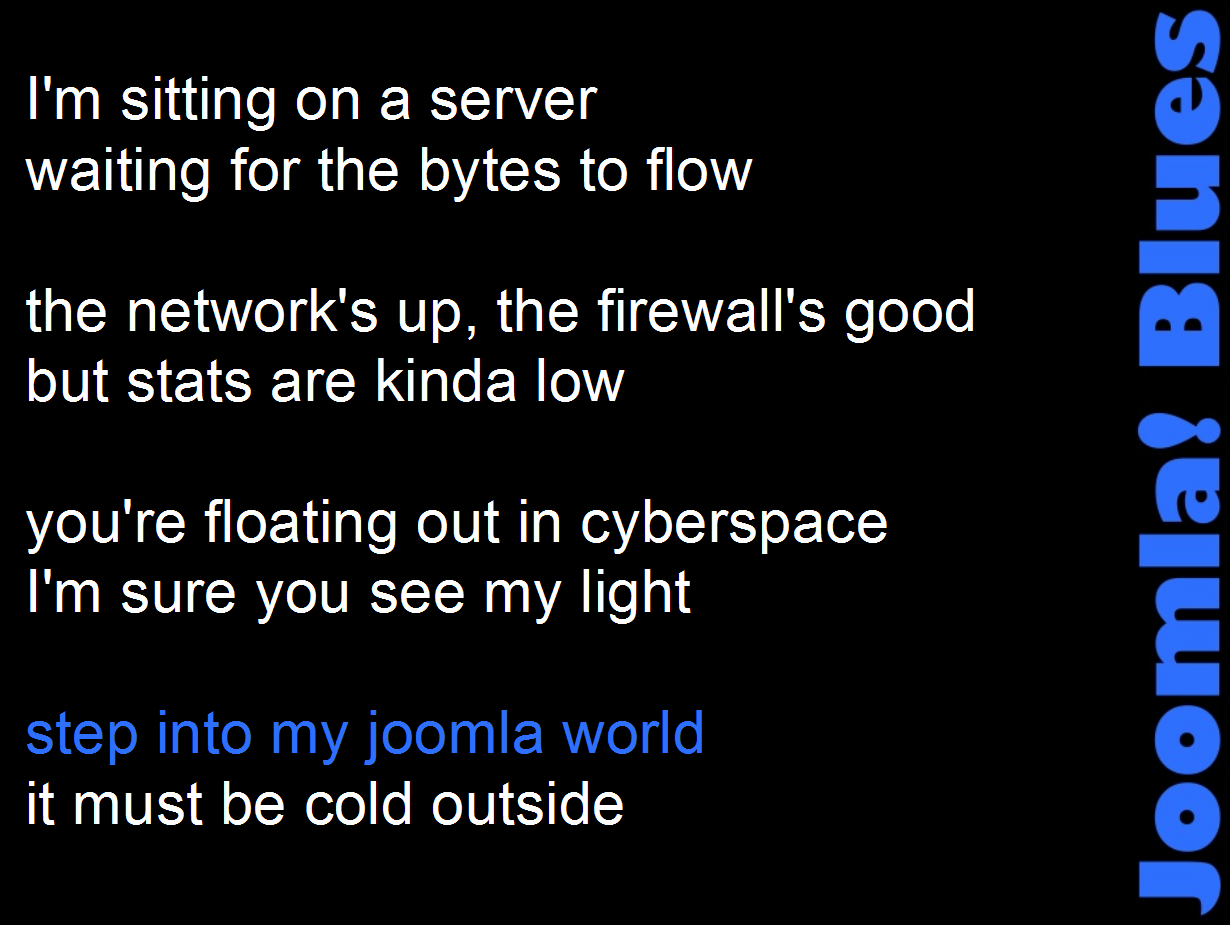 I'm sitting on a server
waiting for the bytes to flow
the network's up, the firewall's good
but stats are kinda low
you're floating out in cyberspace
I'm sure you see my light
step into my joomla world
it must be cold outside
Joomla! Blues